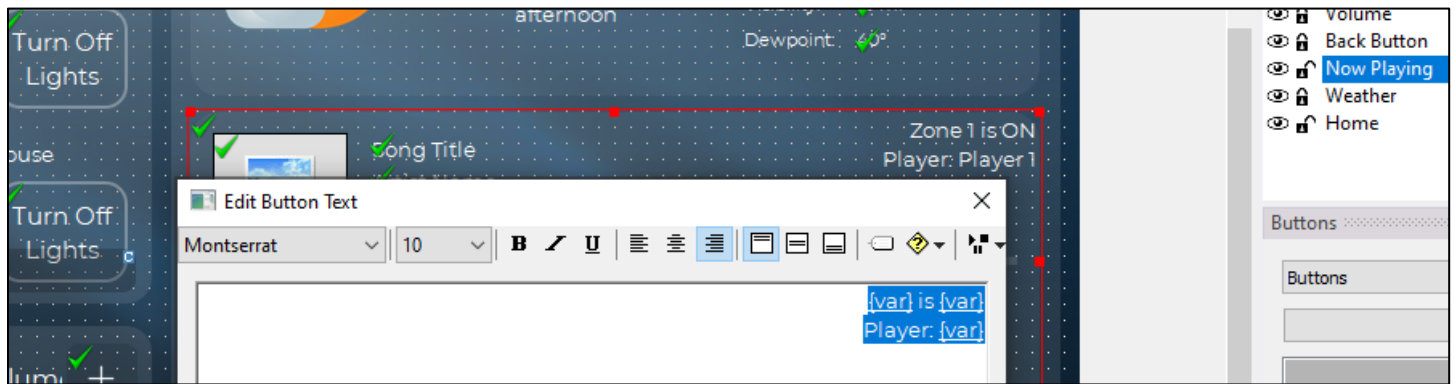 afternoon
Dewpoint: 60°
Turn Off
Lights
ouse
Turn Off
Lights
Song Title
Zone 1 is ON
Player: Player 1
Edit Button Text
Montserrat
10
B I U
{var} is {var}
Player: {var}
+
Volume
Back Button
Now Playing
Weather
Home
Buttons
Buttons